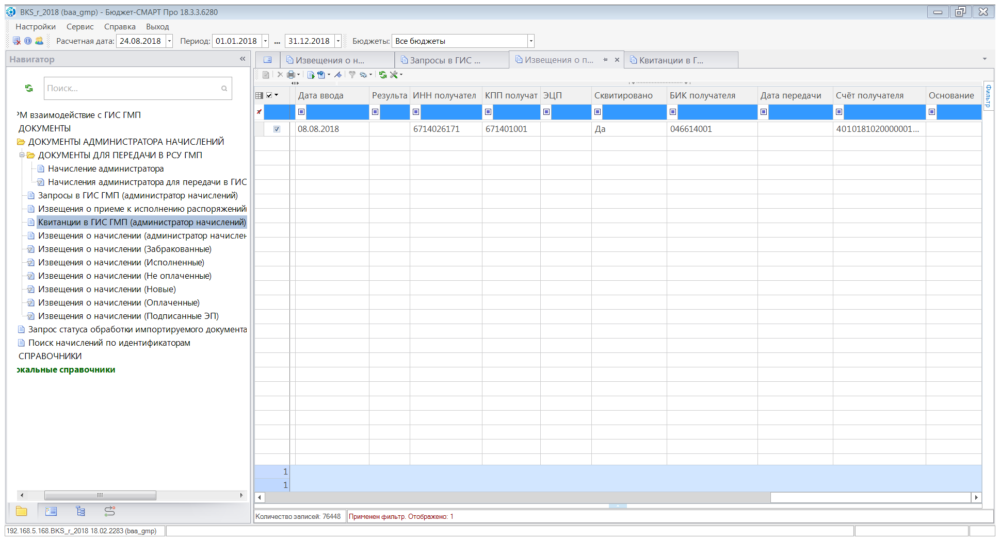 BKS_r_2018 (baa_gmp) - Бюджет-СМАРТ Про 18.3.3.6280
Настройки Сервис Справка Выход
Расчетная дата: 24.08.2018 Период: 01.01.2018 ... 31.12.2018 Бюджеты: Все бюджеты
Навигатор «
Поиск...
РМ взаимодействие с ГИС ГМП
ДОКУМЕНТЫ
ДОКУМЕНТЫ АДМИНИСТРАТОРА НАЧИСЛЕНИЙ
ДОКУМЕНТЫ ДЛЯ ПЕРЕДАЧИ В РСУ ГМП
Начисление администратора
Начисления администратора для передачи в ГИС
Запросы в ГИС ГМП (администратор начислений)
Извещения о приеме к исполнению распоряжений
Квитанции в ГИС ГМП (администратор начислений)
Извещения о начислении (администратор начислен
Извещения о начислении (Забракованные)
Извещения о начислении (Исполненные)
Извещения о начислении (Не оплаченные)
Извещения о начислении (Новые)
Извещения о начислении (Оплаченные)
Извещения о начислении (Подписанные ЭП)
Запрос статуса обработки импортируемого документа
Поиск начислений по идентификаторам
СПРАВОЧНИКИ
окальные справочники
Извещения о н... Запросы в ГИС ... Извещения о п... Квитанции в Г...
Дата ввода Результа ИНН получател КПП получат ЭЦП Сквитировано БИК получателя Дата передачи Счёт получателя Основание
08.08.2018 6714026171 671401001 Да 046614001 4010181020000001...
Фильтр
1
1
Количество записей: 76448 Применен фильтр. Отображено: 1
192.168.5.168.BKS_r_2018 18.02.2283 (baa_gmp)